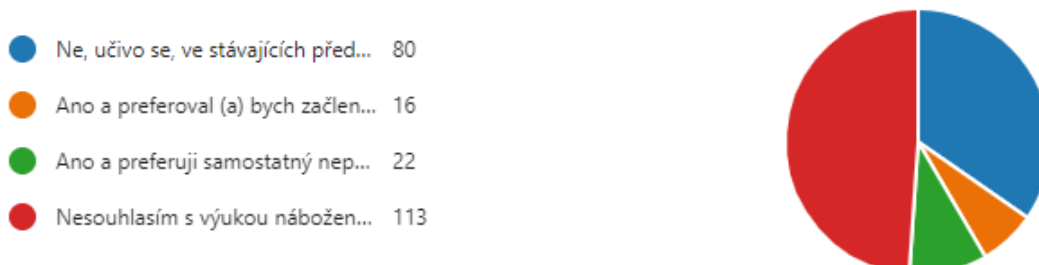 Ne, učivo se, ve stávajících před... 80
Ano a preferoval (a) bych začlen... 16
Ano a preferuji samostatný nep... 22
Nesouhlasím s výukou nábožen... 113